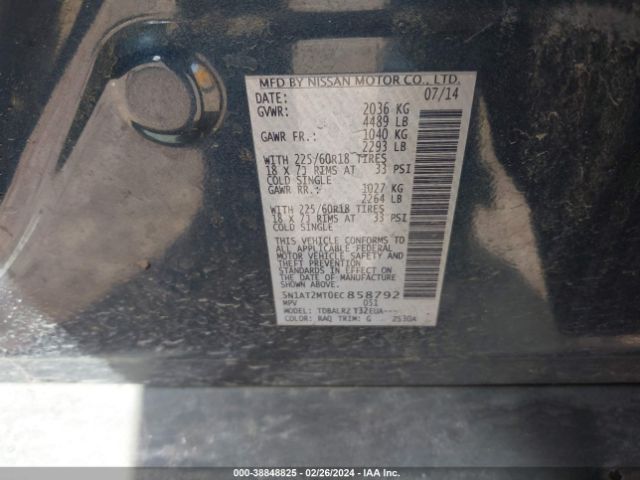 MFD BY NISSAN MOTOR CO., LTD.
DATE: 07/14
GVWR: 2036 KG
4489 LB
GAWR FR.: 1040 KG
2293 LB
WITH 225/60R18 TIRES
18 X 7J RIMS AT 33 PSI
COLD SINGLE
GAWR RR.: 1027 KG
2264 LB
WITH 225/60R18 TIRES
18 X 7J RIMS AT 33 PSI
COLD SINGLE
THIS VEHICLE CONFORMS TO
ALL APPLICABLE FEDERAL
MOTOR VEHICLE SAFETY AND
THEFT PREVENTION
STANDARDS IN EFFECT ON
THE DATE OF MANUFACTURE
SHOWN ABOVE.
5N1AT2MT0EC858792
MPV 051
MODEL: TDBALRZ T32EUA---
COLOR: RAQ TRIM: G 2530A
000-38848825 - 02/26/2024 - IAA Inc.